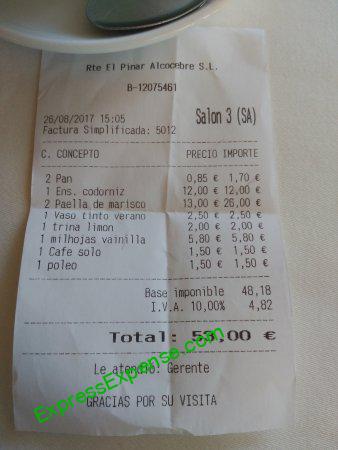 Rte El Pinar Alcocebre S.L.
B-12075461
26/08/2017 15:05 Salon 3 (SA)
Factura Simplificada: 5012
C. CONCEPTO PRECIO IMPORTE
2 Pan 0,85 € 1,70 €
1 Ens. codorniz 12,00 € 12,00 €
2 Paella de marisco 13,00 € 26,00 €
1 Vaso tinto verano 2,50 € 2,50 €
1 trina limon 2,00 € 2,00 €
1 milhojas vainilla 5,80 € 5,80 €
1 Cafe solo 1,50 € 1,50 €
1 poleo 1,50 € 1,50 €
Base imponible 48,18
I.V.A. 10,00% 4,82
Total: 53,00 €
Le atendió: Gerente
GRACIAS POR SU VISITA
ExpressExpense.com